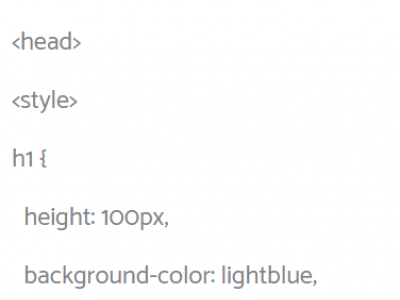 <head>
<style>
h1 {
height: 100px,
background-color: lightblue,